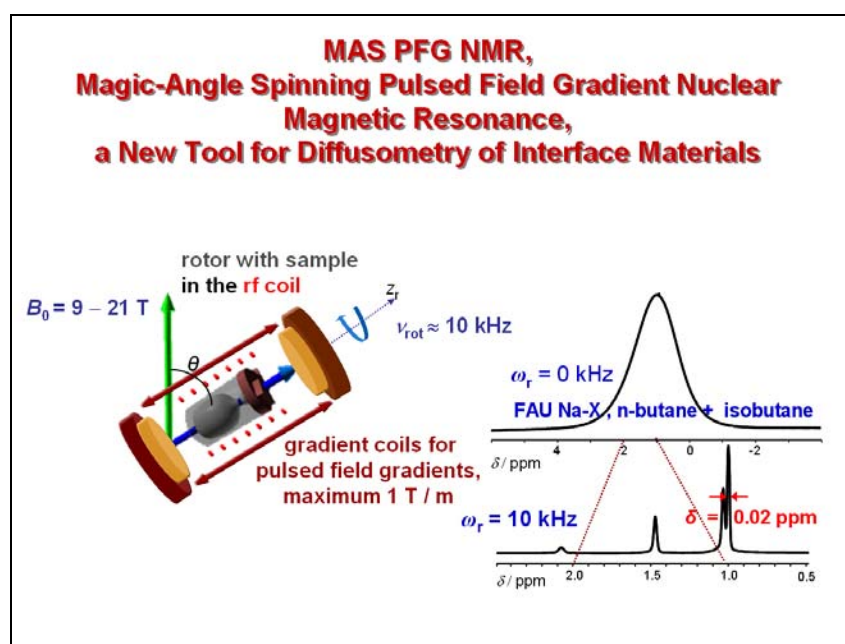 MAS PFG NMR,
Magic-Angle Spinning Pulsed Field Gradient Nuclear
Magnetic Resonance,
a New Tool for Diffusometry of Interface Materials
rotor with sample
in the rf coil
B₀ = 9 – 21 T
θ
zᵣ
νrot ≈ 10 kHz
gradient coils for
pulsed field gradients,
maximum 1 T / m
ωr = 0 kHz
FAU Na-X , n-butane + isobutane
4 2 0 -2
δ / ppm
ωr = 10 kHz
δ = 0.02 ppm
δ / ppm
2.0 1.5 1.0 0.5